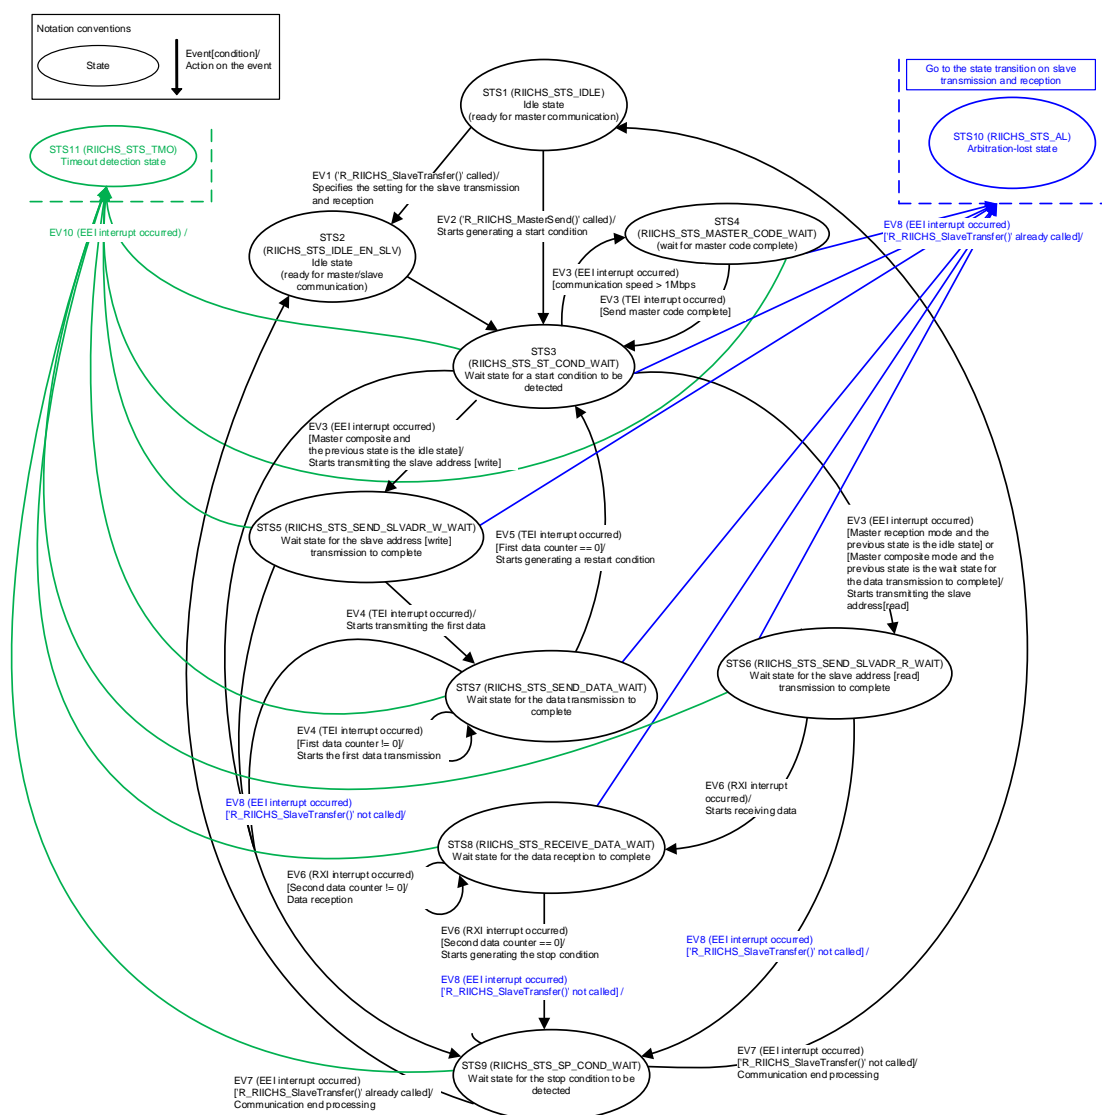 Notation conventions
State
Event[condition]/
Action on the event
Go to the state transition on slave
transmission and reception
STS1 (RIICHS_STS_IDLE)
Idle state
(ready for master communication)
STS10 (RIICHS_STS_AL)
Arbitration-lost state
STS11 (RIICHS_STS_TMO)
Timeout detection state
EV1 ('R_RIICHS_SlaveTransfer()' called)/
Specifies the setting for the slave transmission
and reception
EV2 ('R_RIICHS_MasterSend()' called)/
Starts generating a start condition
STS4
(RIICHS_STS_MASTER_CODE_WAIT)
(wait for master code complete)
EV8 (EEI interrupt occurred)
['R_RIICHS_SlaveTransfer()' already called]/
EV10 (EEI interrupt occurred) /
STS2
(RIICHS_STS_IDLE_EN_SLV)
Idle state
(ready for master/slave
communication)
EV3 (EEI interrupt occurred)
[communication speed > 1Mbps
EV3 (TEI interrupt occurred)
[Send master code complete]
STS3
(RIICHS_STS_ST_COND_WAIT)
Wait state for a start condition to be
detected
EV3 (EEI interrupt occurred)
[Master composite and
the previous state is the idle state]/
Starts transmitting the slave address [write]
STS5 (RIICHS_STS_SEND_SLVADR_W_WAIT)
Wait state for the slave address [write]
transmission to complete
EV5 (TEI interrupt occurred)
[First data counter == 0]/
Starts generating a restart condition
EV3 (EEI interrupt occurred)
[Master reception mode and the
previous state is the idle state] or
[Master composite mode and the
previous state is the wait state for
the data transmission to complete]/
Starts transmitting the slave
address[read]
EV4 (TEI interrupt occurred)/
Starts transmitting the first data
STS6 (RIICHS_STS_SEND_SLVADR_R_WAIT)
Wait state for the slave address [read]
transmission to complete
STS7 (RIICHS_STS_SEND_DATA_WAIT)
Wait state for the data transmission to
complete
EV4 (TEI interrupt occurred)
[First data counter != 0]/
Starts the first data transmission
EV6 (RXI interrupt
occurred)/
Starts receiving data
EV8 (EEI interrupt occurred)
['R_RIICHS_SlaveTransfer()' not called]/
STS8 (RIICHS_STS_RECEIVE_DATA_WAIT)
Wait state for the data reception to complete
EV6 (RXI interrupt occurred)
[Second data counter != 0]/
Data reception
EV6 (RXI interrupt occurred)
[Second data counter == 0]/
Starts generating the stop condition
EV8 (EEI interrupt occurred)
['R_RIICHS_SlaveTransfer()' not called] /
EV8 (EEI interrupt occurred)
['R_RIICHS_SlaveTransfer()' not called] /
STS9 (RIICHS_STS_SP_COND_WAIT)
Wait state for the stop condition to be
detected
EV7 (EEI interrupt occurred)
['R_RIICHS_SlaveTransfer()' not called]/
Communication end processing
EV7 (EEI interrupt occurred)
['R_RIICHS_SlaveTransfer()' already called]/
Communication end processing